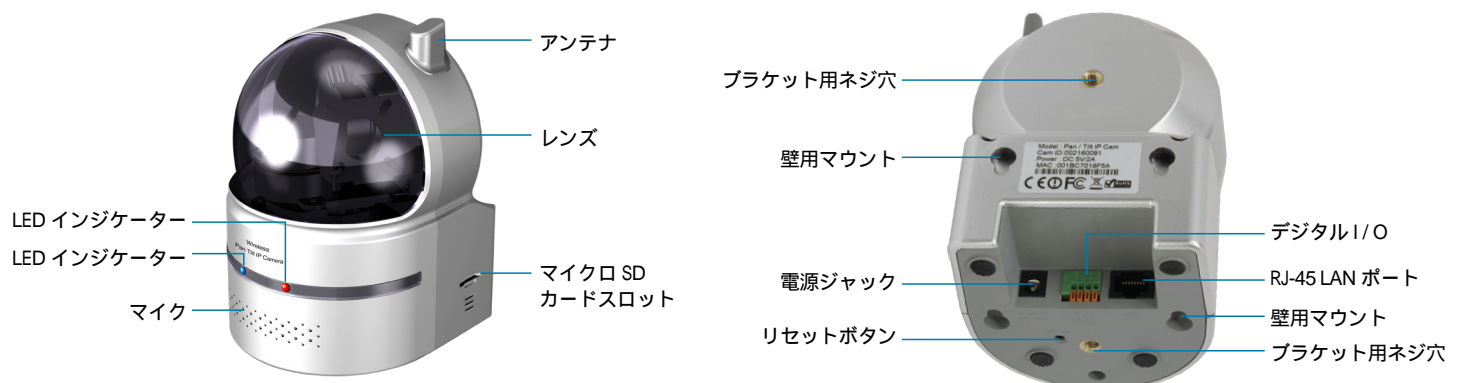 アンテナ
レンズ
LED インジケーター
LED インジケーター
マイク
マイクロ SD
カードスロット
Wireless
Pan Tilt IP Camera
ブラケット用ネジ穴
壁用マウント
Model : Pan / Tilt IP Cam
Cam ID:002160091
Power : DC 5V/2A
MAC :001BC7019F5A
デジタル I / O
電源ジャック
RJ-45 LAN ポート
リセットボタン
壁用マウント
ブラケット用ネジ穴